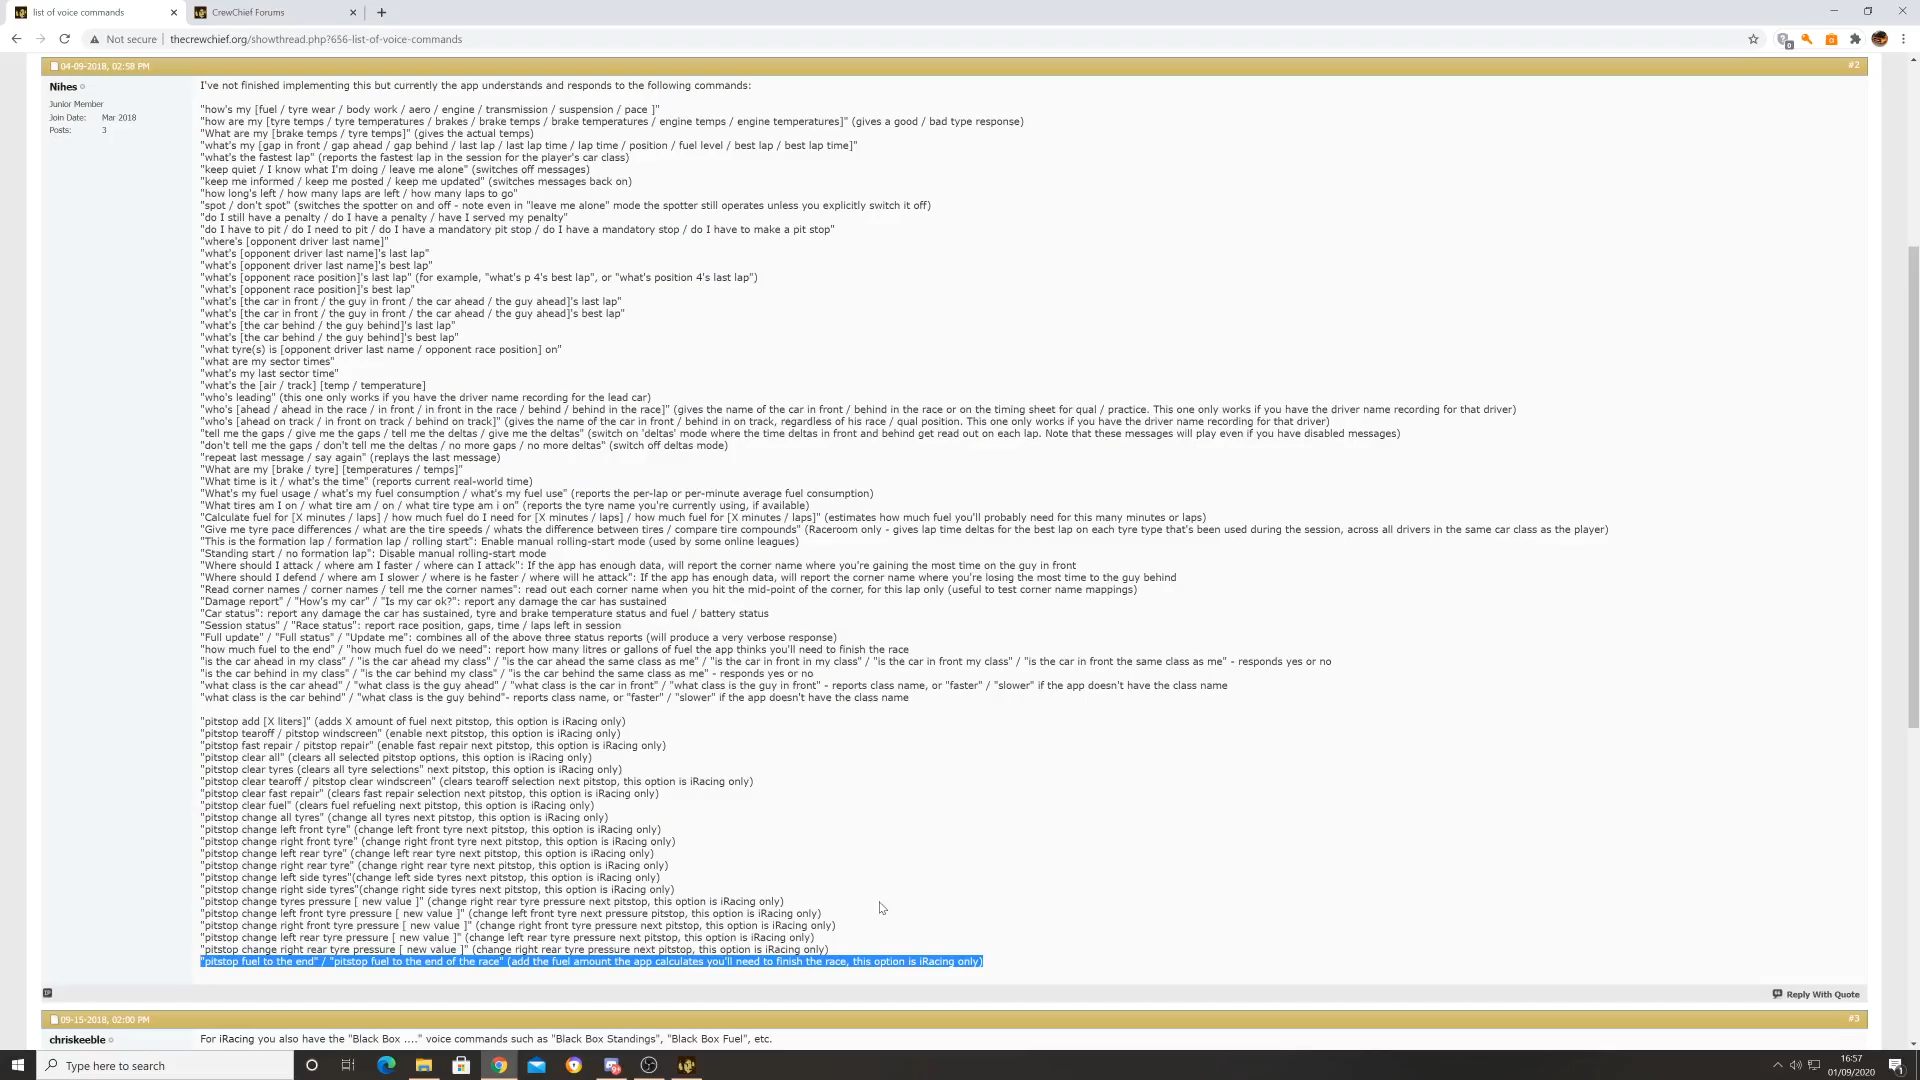 list of voice commands
CrewChief Forums
Not secure
thecrewchief.org/showthread.php?656-list-of-voice-commands
04-09-2018, 02:58 PM
#2
Nihes
Junior Member
Join Date: Mar 2018
Posts: 3
I've not finished implementing this but currently the app understands and responds to the following commands:
"how's my [fuel / tyre wear / body work / aero / engine / transmission / suspension / pace ]"
"how are my [tyre temps / tyre temperatures / brakes / brake temps / brake temperatures / engine temps / engine temperatures]" (gives a good / bad type response)
"What are my [brake temps / tyre temps]" (gives the actual temps)
"what's my [gap in front / gap ahead / gap behind / last lap / last lap time / lap time / position / fuel level / best lap / best lap time]"
"what's the fastest lap" (reports the fastest lap in the session for the player's car class)
"keep quiet / I know what I'm doing / leave me alone" (switches off messages)
"keep me informed / keep me posted / keep me updated" (switches messages back on)
"how long's left / how many laps are left / how many laps to go"
"spot / don't spot" (switches the spotter on and off - note even in "leave me alone" mode the spotter still operates unless you explicitly switch it off)
"do I still have a penalty / do I have a penalty / have I served my penalty"
"do I have to pit / do I need to pit / do I have a mandatory pit stop / do I have a mandatory stop / do I have to make a pit stop"
"where's [opponent driver last name]"
"what's [opponent driver last name]'s last lap"
"what's [opponent driver last name]'s best lap"
"what's [opponent race position]'s last lap" (for example, "what's p 4's best lap", or "what's position 4's last lap")
"what's [opponent race position]'s best lap"
"what's [the car in front / the guy in front / the car ahead / the guy ahead]'s last lap"
"what's [the car in front / the guy in front / the car ahead / the guy ahead]'s best lap"
"what's [the car behind / the guy behind]'s last lap"
"what's [the car behind / the guy behind]'s best lap"
"what tyre(s) is [opponent driver last name / opponent race position] on"
"what are my sector times"
"what's my last sector time"
"what's the [air / track] [temp / temperature]
"who's leading" (this one only works if you have the driver name recording for the lead car)
"who's [ahead / ahead in the race / in front / in front in the race / behind / behind in the race]" (gives the name of the car in front / behind in the race or on the timing sheet for qual / practice. This one only works if you have the driver name recording for that driver)
"who's [ahead on track / in front on track / behind on track]" (gives the name of the car in front / behind in on track, regardless of his race / qual position. This one only works if you have the driver name recording for that driver)
"tell me the gaps / give me the gaps / tell me the deltas / give me the deltas" (switch on 'deltas' mode where the time deltas in front and behind get read out on each lap. Note that these messages will play even if you have disabled messages)
"don't tell me the gaps / don't tell me the deltas / no more gaps / no more deltas" (switch off deltas mode)
"repeat last message / say again" (replays the last message)
"What are my [brake / tyre] [temperatures / temps]"
"What time is it / what's the time" (reports current real-world time)
"What's my fuel usage / what's my fuel consumption / what's my fuel use" (reports the per-lap or per-minute average fuel consumption)
"What tires am I on / what tire am / on / what tire type am i on" (reports the tyre name you're currently using, if available)
"Calculate fuel for [X minutes / laps] / how much fuel do I need for [X minutes / laps] / how much fuel for [X minutes / laps]" (estimates how much fuel you'll probably need for this many minutes or laps)
"Give me tyre pace differences / what are the tire speeds / whats the difference between tires / compare tire compounds" (Raceroom only - gives lap time deltas for the best lap on each tyre type that's been used during the session, across all drivers in the same car class as the player)
"This is the formation lap / formation lap / rolling start": Enable manual rolling-start mode (used by some online leagues)
"Standing start / no formation lap": Disable manual rolling-start mode
"Where should I attack / where am I faster / where can I attack": If the app has enough data, will report the corner name where you're gaining the most time on the guy in front
"Where should I defend / where am I slower / where is he faster / where will he attack": If the app has enough data, will report the corner name where you're losing the most time to the guy behind
"Read corner names / corner names / tell me the corner names": read out each corner name when you hit the mid-point of the corner, for this lap only (useful to test corner name mappings)
"Damage report" / "How's my car" / "Is my car ok?": report any damage the car has sustained
"Car status": report any damage the car has sustained, tyre and brake temperature status and fuel / battery status
"Session status" / "Race status": report race position, gaps, time / laps left in session
"Full update" / "Full status" / "Update me": combines all of the above three status reports (will produce a very verbose response)
"how much fuel to the end" / "how much fuel do we need": report how many litres or gallons of fuel the app thinks you'll need to finish the race
"is the car ahead in my class" / "is the car ahead my class" / "is the car ahead the same class as me" / "is the car in front in my class" / "is the car in front my class" / "is the car in front the same class as me" - responds yes or no
"is the car behind in my class" / "is the car behind my class" / "is the car behind the same class as me" - responds yes or no
"what class is the car ahead" / "what class is the guy ahead" / "what class is the car in front" / "what class is the guy in front" - reports class name, or "faster" / "slower" if the app doesn't have the class name
"what class is the car behind" / "what class is the guy behind"- reports class name, or "faster" / "slower" if the app doesn't have the class name
"pitstop add [X liters]" (adds X amount of fuel next pitstop, this option is iRacing only)
"pitstop tearoff / pitstop windscreen" (enable next pitstop, this option is iRacing only)
"pitstop fast repair / pitstop repair" (enable fast repair next pitstop, this option is iRacing only)
"pitstop clear all" (clears all selected pitstop options, this option is iRacing only)
"pitstop clear tyres (clears all tyre selections" next pitstop, this option is iRacing only)
"pitstop clear tearoff / pitstop clear windscreen" (clears tearoff selection next pitstop, this option is iRacing only)
"pitstop clear fast repair" (clears fast repair selection next pitstop, this option is iRacing only)
"pitstop clear fuel" (clears fuel refueling next pitstop, this option is iRacing only)
"pitstop change all tyres" (change all tyres next pitstop, this option is iRacing only)
"pitstop change left front tyre" (change left front tyre next pitstop, this option is iRacing only)
"pitstop change right front tyre" (change right front tyre next pitstop, this option is iRacing only)
"pitstop change left rear tyre" (change left rear tyre next pitstop, this option is iRacing only)
"pitstop change right rear tyre" (change right rear tyre next pitstop, this option is iRacing only)
"pitstop change left side tyres"(change left side tyres next pitstop, this option is iRacing only)
"pitstop change right side tyres"(change right side tyres next pitstop, this option is iRacing only)
"pitstop change tyres pressure [ new value ]" (change right rear tyre pressure next pitstop, this option is iRacing only)
"pitstop change left front tyre pressure [ new value ]" (change left front tyre next pressure pitstop, this option is iRacing only)
"pitstop change right front tyre pressure [ new value ]" (change right front tyre pressure next pitstop, this option is iRacing only)
"pitstop change left rear tyre pressure [ new value ]" (change left rear tyre pressure next pitstop, this option is iRacing only)
"pitstop change right rear tyre pressure [ new value ]" (change right rear tyre pressure next pitstop, this option is iRacing only)
"pitstop fuel to the end" / "pitstop fuel to the end of the race" (add the fuel amount the app calculates you'll need to finish the race, this option is iRacing only)
Reply With Quote
09-15-2018, 02:00 PM
#3
chriskeeble
For iRacing you also have the "Black Box ...." voice commands such as "Black Box Standings", "Black Box Fuel", etc.
Type here to search
16:57
01/09/2020